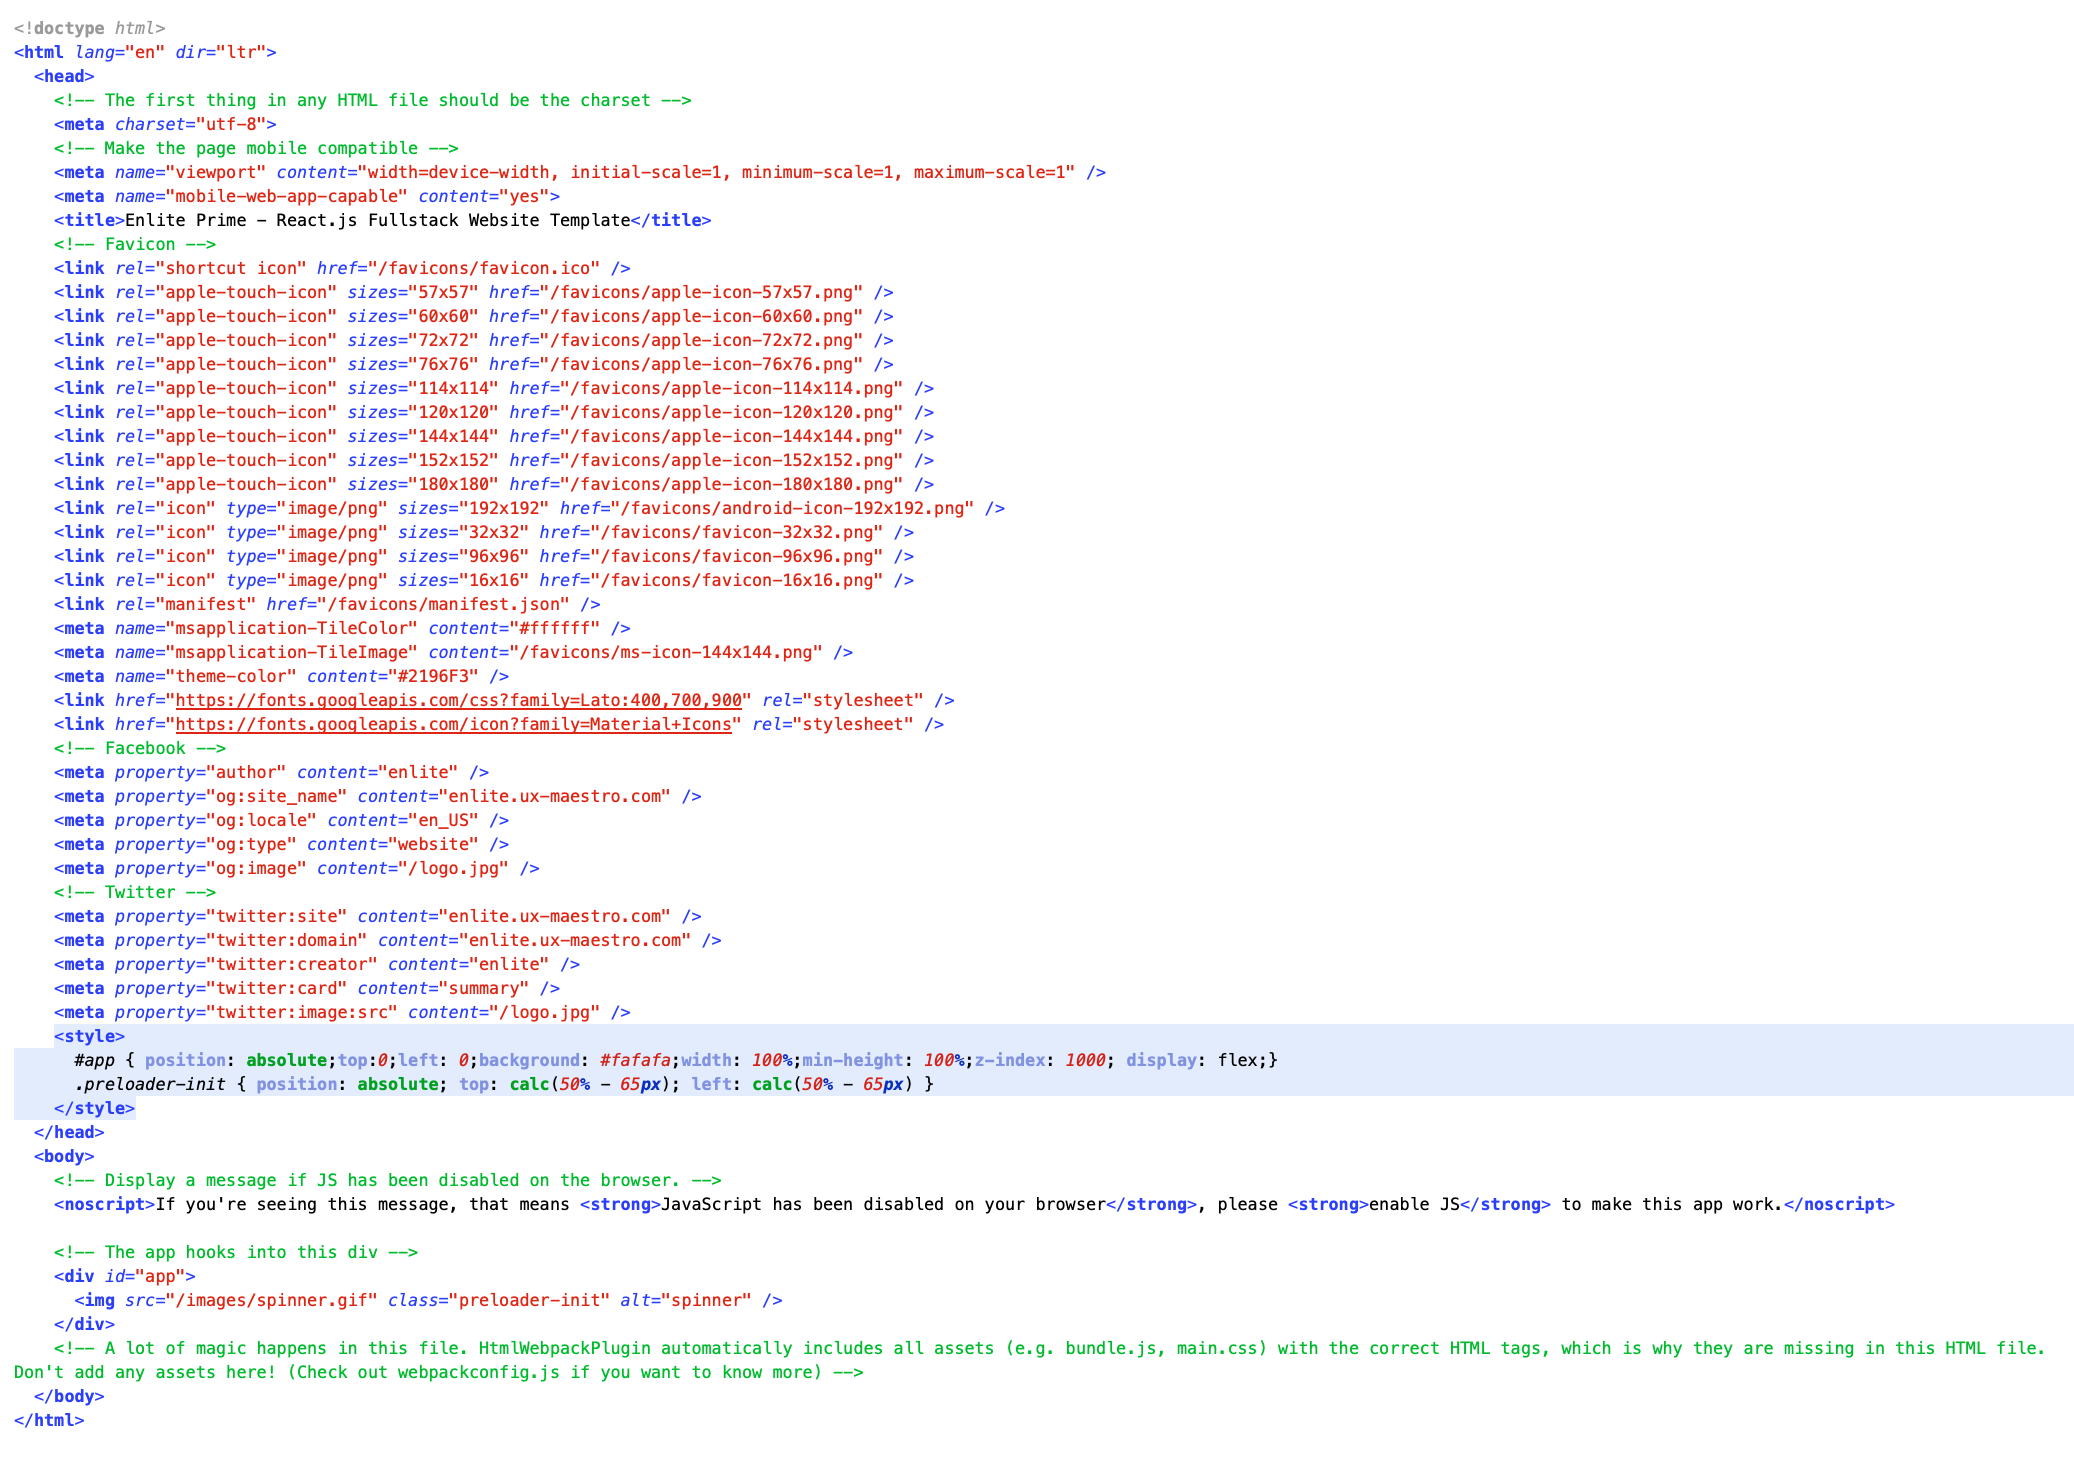 <!doctype html>
<html lang="en" dir="ltr">
<head>
<!-- The first thing in any HTML file should be the charset -->
<meta charset="utf-8">
<!-- Make the page mobile compatible -->
<meta name="viewport" content="width=device-width, initial-scale=1, minimum-scale=1, maximum-scale=1" />
<meta name="mobile-web-app-capable" content="yes">
<title>Enlite Prime - React.js Fullstack Website Template</title>
<!-- Favicon -->
<link rel="shortcut icon" href="/favicons/favicon.ico" />
<link rel="apple-touch-icon" sizes="57x57" href="/favicons/apple-icon-57x57.png" />
<link rel="apple-touch-icon" sizes="60x60" href="/favicons/apple-icon-60x60.png" />
<link rel="apple-touch-icon" sizes="72x72" href="/favicons/apple-icon-72x72.png" />
<link rel="apple-touch-icon" sizes="76x76" href="/favicons/apple-icon-76x76.png" />
<link rel="apple-touch-icon" sizes="114x114" href="/favicons/apple-icon-114x114.png" />
<link rel="apple-touch-icon" sizes="120x120" href="/favicons/apple-icon-120x120.png" />
<link rel="apple-touch-icon" sizes="144x144" href="/favicons/apple-icon-144x144.png" />
<link rel="apple-touch-icon" sizes="152x152" href="/favicons/apple-icon-152x152.png" />
<link rel="apple-touch-icon" sizes="180x180" href="/favicons/apple-icon-180x180.png" />
<link rel="icon" type="image/png" sizes="192x192" href="/favicons/android-icon-192x192.png" />
<link rel="icon" type="image/png" sizes="32x32" href="/favicons/favicon-32x32.png" />
<link rel="icon" type="image/png" sizes="96x96" href="/favicons/favicon-96x96.png" />
<link rel="icon" type="image/png" sizes="16x16" href="/favicons/favicon-16x16.png" />
<link rel="manifest" href="/favicons/manifest.json" />
<meta name="msapplication-TileColor" content="#ffffff" />
<meta name="msapplication-TileImage" content="/favicons/ms-icon-144x144.png" />
<meta name="theme-color" content="#2196F3" />
<link href="https://fonts.googleapis.com/css?family=Lato:400,700,900" rel="stylesheet" />
<link href="https://fonts.googleapis.com/icon?family=Material+Icons" rel="stylesheet" />
<!-- Facebook -->
<meta property="author" content="enlite" />
<meta property="og:site_name" content="enlite.ux-maestro.com" />
<meta property="og:locale" content="en_US" />
<meta property="og:type" content="website" />
<meta property="og:image" content="/logo.jpg" />
<!-- Twitter -->
<meta property="twitter:site" content="enlite.ux-maestro.com" />
<meta property="twitter:domain" content="enlite.ux-maestro.com" />
<meta property="twitter:creator" content="enlite" />
<meta property="twitter:card" content="summary" />
<meta property="twitter:image:src" content="/logo.jpg" />
<style>
#app { position: absolute;top:0;left: 0;background: #fafafa;width: 100%;min-height: 100%;z-index: 1000; display: flex;}
.preloader-init { position: absolute; top: calc(50% - 65px); left: calc(50% - 65px) }
</style>
</head>
<body>
<!-- Display a message if JS has been disabled on the browser. -->
<noscript>If you're seeing this message, that means <strong>JavaScript has been disabled on your browser</strong>, please <strong>enable JS</strong> to make this app work.</noscript>
<!-- The app hooks into this div -->
<div id="app">
<img src="/images/spinner.gif" class="preloader-init" alt="spinner" />
</div>
<!-- A lot of magic happens in this file. HtmlWebpackPlugin automatically includes all assets (e.g. bundle.js, main.css) with the correct HTML tags, which is why they are missing in this HTML file.
Don't add any assets here! (Check out webpackconfig.js if you want to know more) -->
</body>
</html>